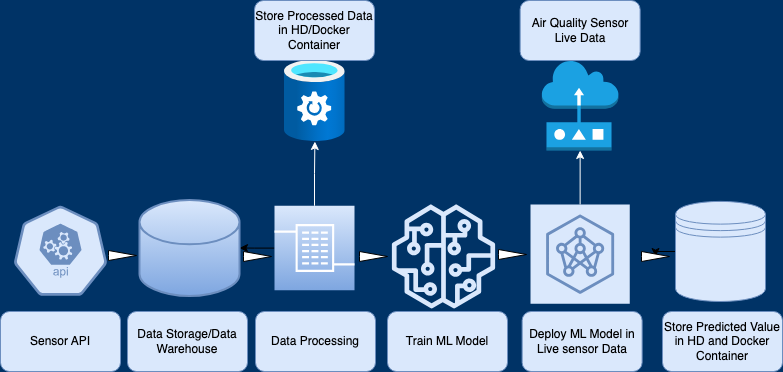 Store Processed Data
in HD/Docker
Container
Air Quality Sensor
Live Data
api
Sensor API
Data Storage/Data
Warehouse
Data Processing
Train ML Model
Deploy ML Model in
Live sensor Data
Store Predicted Value
in HD and Docker
Container